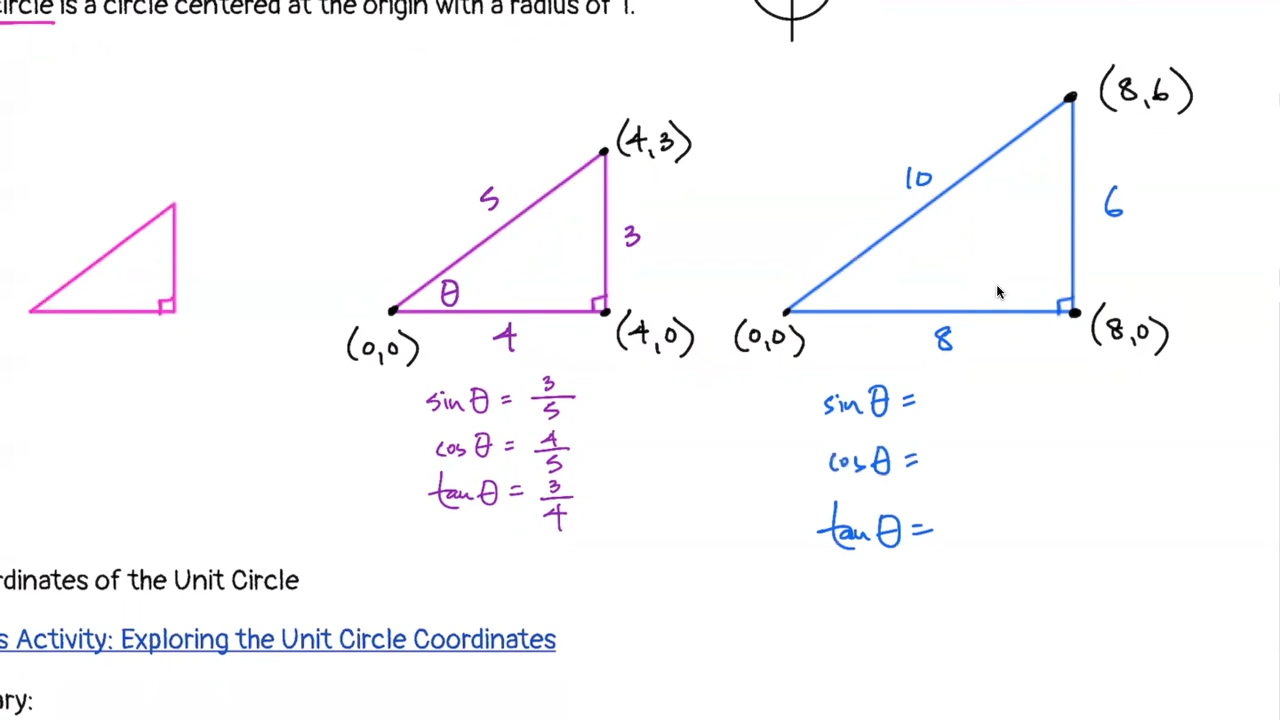 ircle is a circle centered at the origin with a radius of 1.
(8,6)
(4,3)
10
5
6
3
θ
(0,0)
4
(4,0)
(0,0)
8
(8,0)
sin θ = 3/5
cos θ = 4/5
tan θ = 3/4
sin θ =
cos θ =
tan θ =
rdinates of the Unit Circle
s Activity: Exploring the Unit Circle Coordinates
ary: